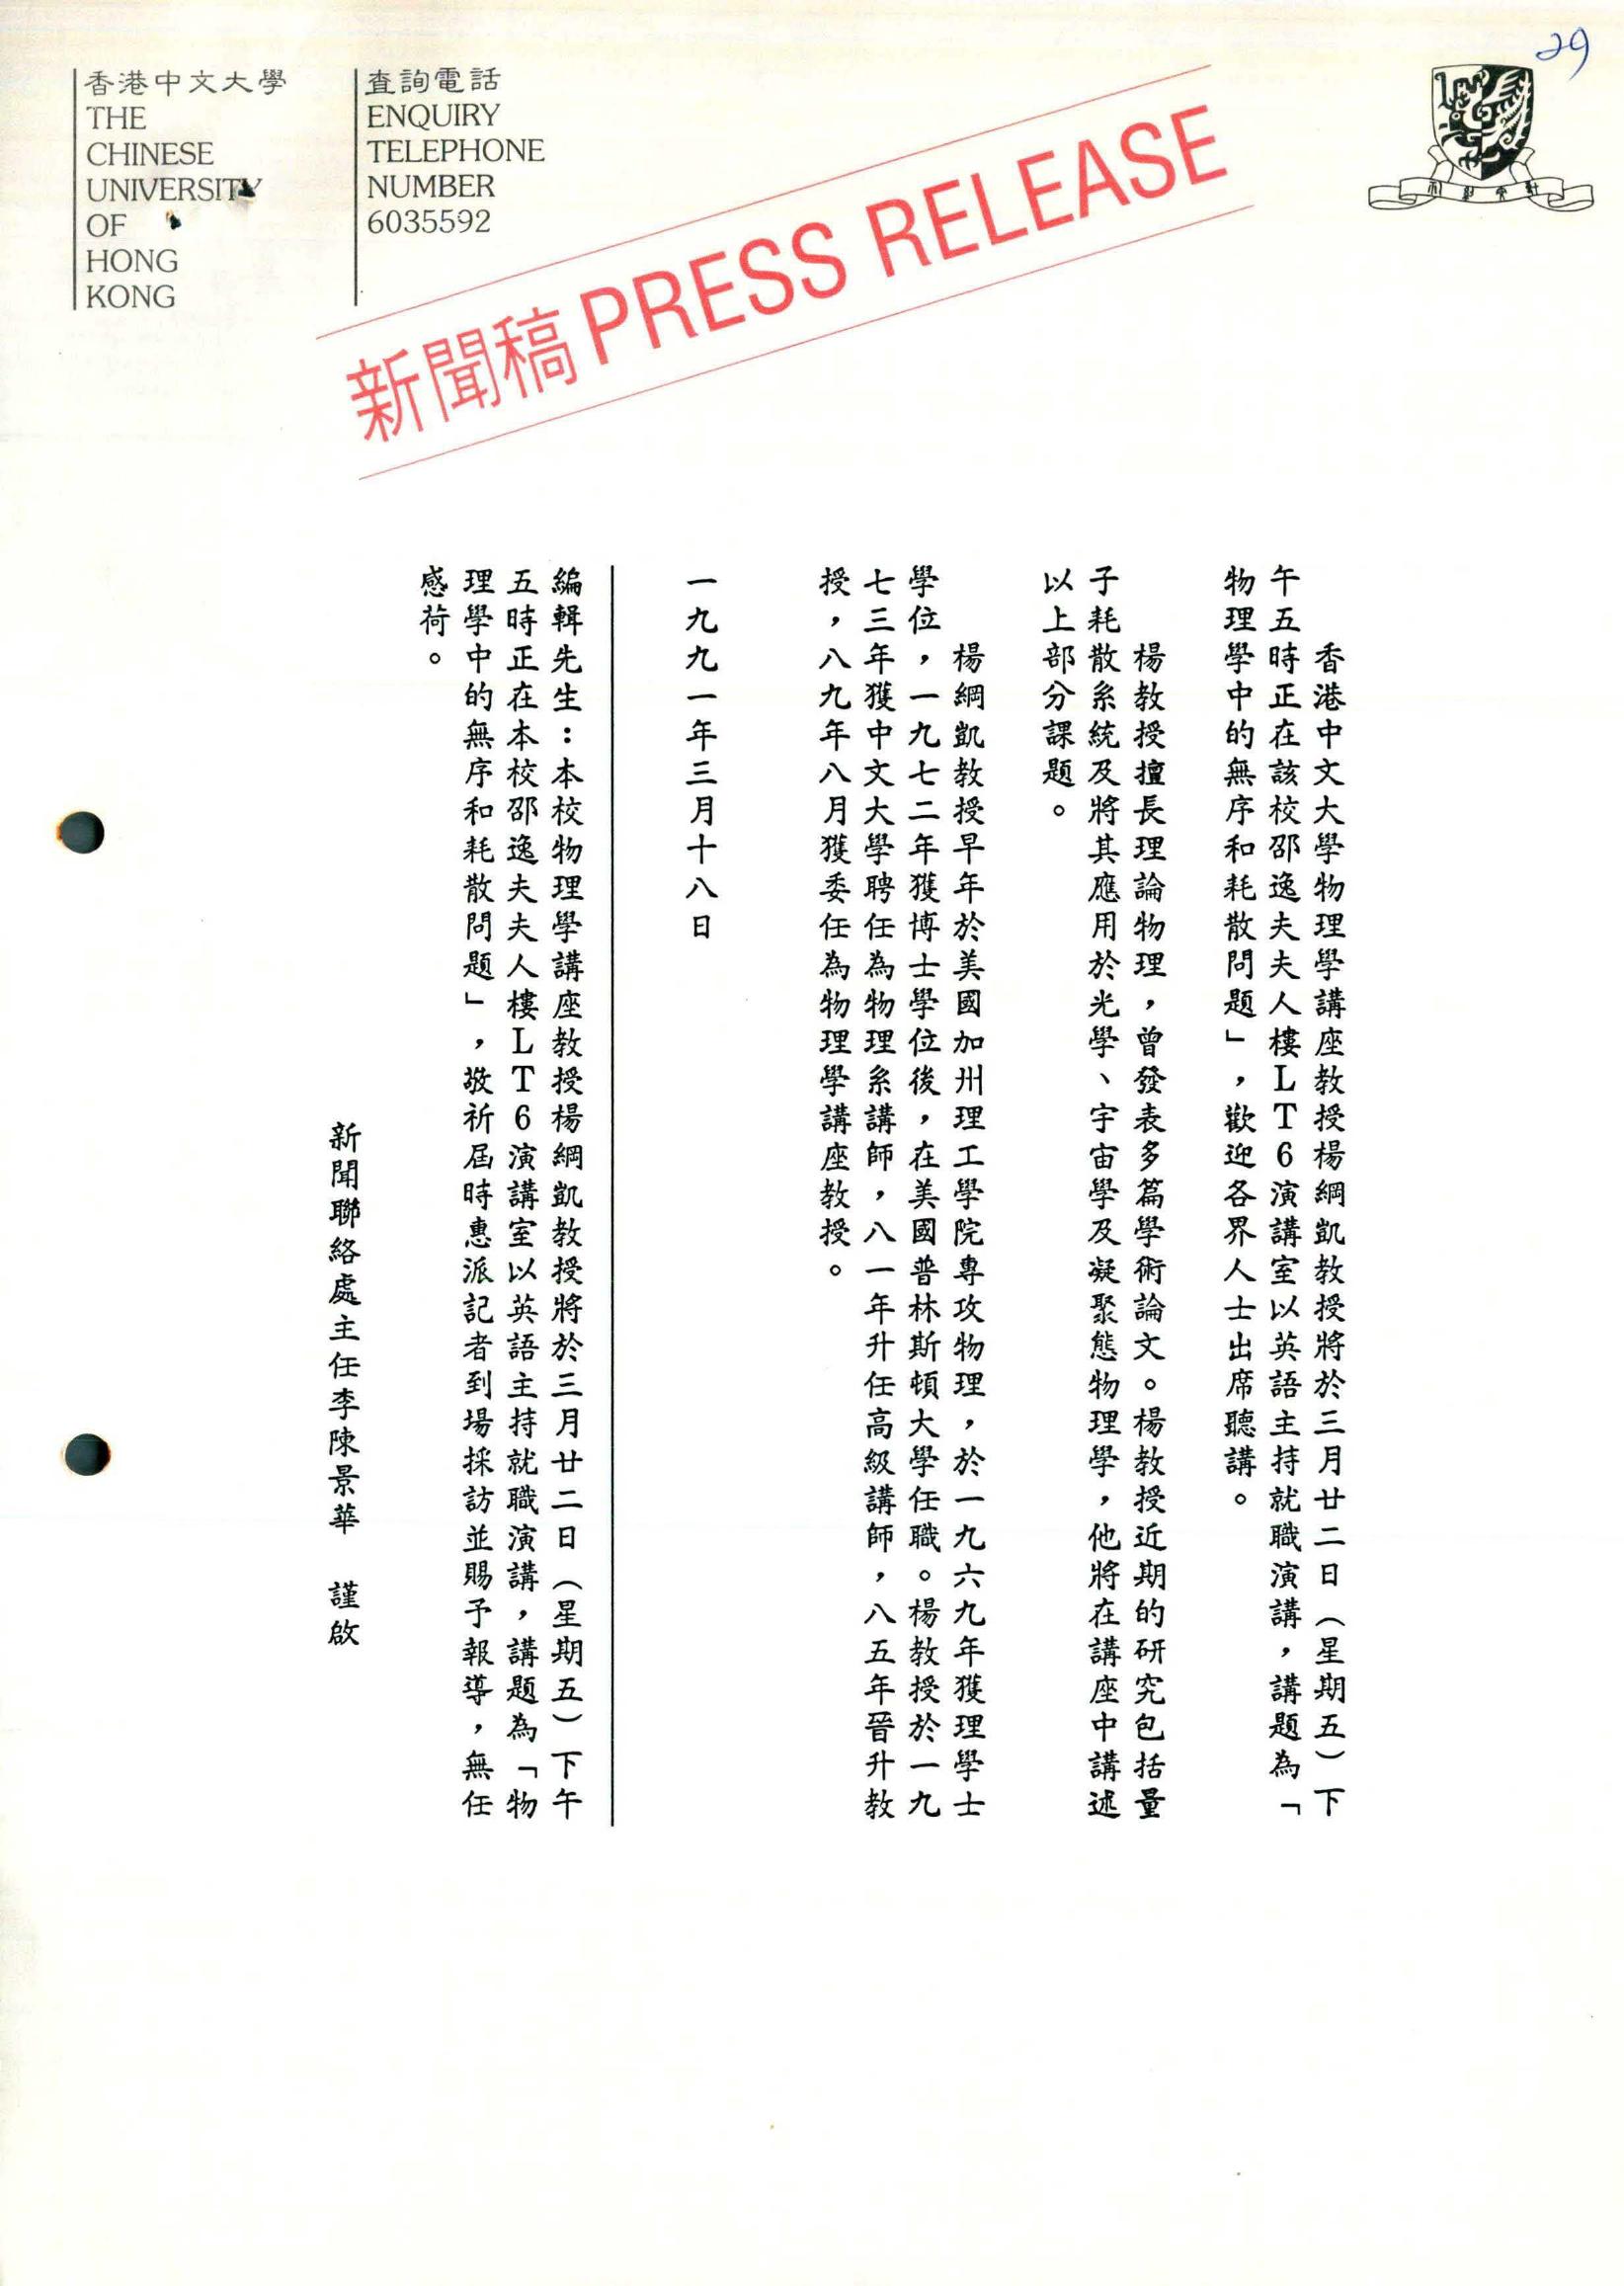 29
香港中文大學
THE
CHINESE
UNIVERSITY
OF
HONG
KONG
查詢電話
ENQUIRY
TELEPHONE
NUMBER
6035592
新聞稿 PRESS RELEASE
香港中文大學物理學講座教授楊綱凱教授將於三月廿二日（星期五）下
午五時正在該校邵逸夫夫人樓LT6演講室以英語主持就職演講，講題為「
物理學中的無序和耗散問題」，歡迎各界人士出席聽講。
楊教授擅長理論物理，曾發表多篇學術論文。楊教授近期的研究包括量
子耗散系統及將其應用於光學、宇宙學及凝聚態物理學，他將在講座中講述
以上部分課題。
楊綱凱教授早年於美國加州理工學院專攻物理，於一九六九年獲理學士
學位，一九七二年獲博士學位後，在美國普林斯頓大學任職。楊教授於一九
七三年獲中文大學聘任為物理系講師，八一年升任高級講師，八五年晉升教
授，八九年八月獲委任為物理學講座教授。
一九九一年三月十八日
編輯先生：本校物理學講座教授楊綱凱教授將於三月廿二日（星期五）下午
五時正在本校邵逸夫夫人樓LT6演講室以英語主持就職演講，講題為「物
理學中的無序和耗散問題」，敬祈屆時惠派記者到場採訪並賜予報導，無任
感荷。
新聞聯絡處主任李陳景華　謹啟